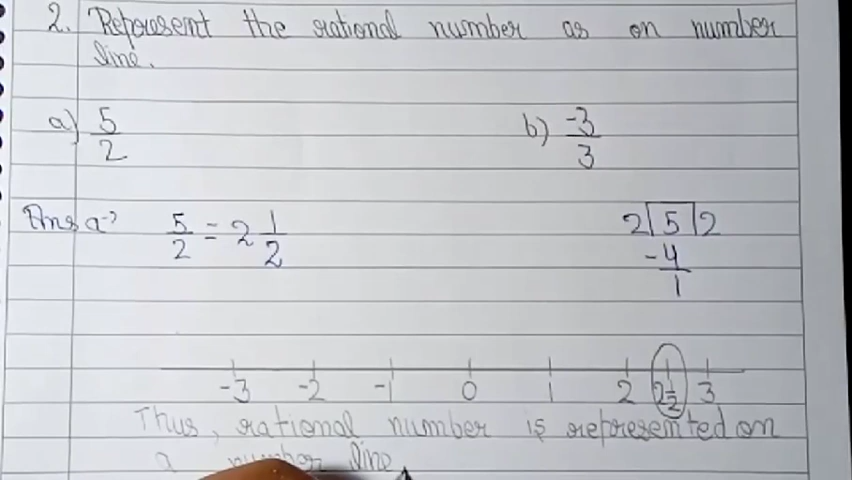 2. Represent the rational number as on number
line.
a) 5/2 b) -3/3
Ans a→ 5/2 = 2 1/2 2|5|2
-4
1
-3 -2 -1 0 1 2 2 1/2 3
Thus, rational number is represented on
a number line